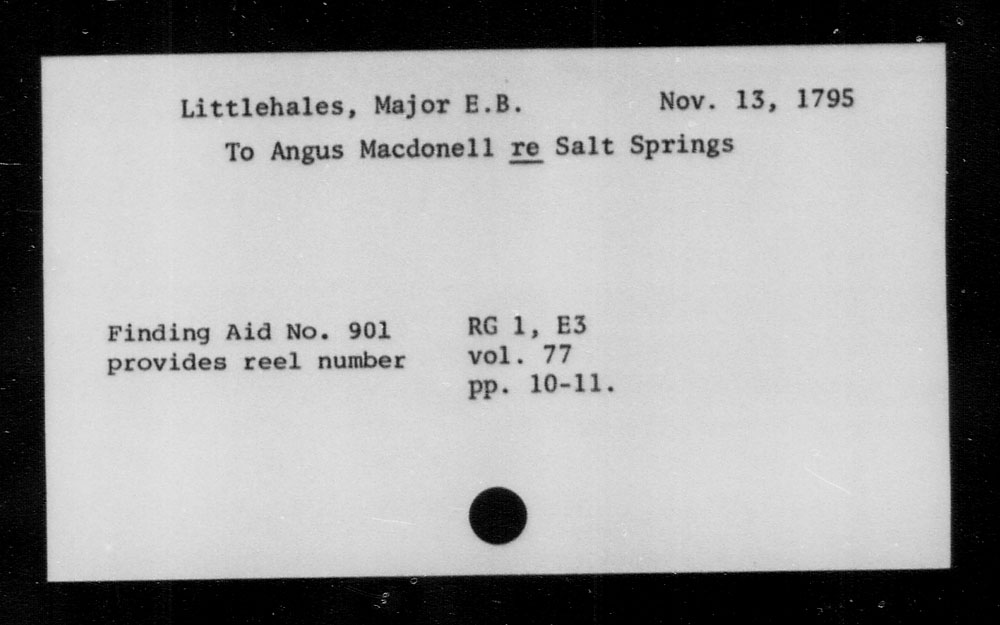 Littlehales, Major E.B. Nov. 13, 1795
To Angus Macdonell re Salt Springs
Finding Aid No. 901
provides reel number
RG 1, E3
vol. 77
pp. 10-11.